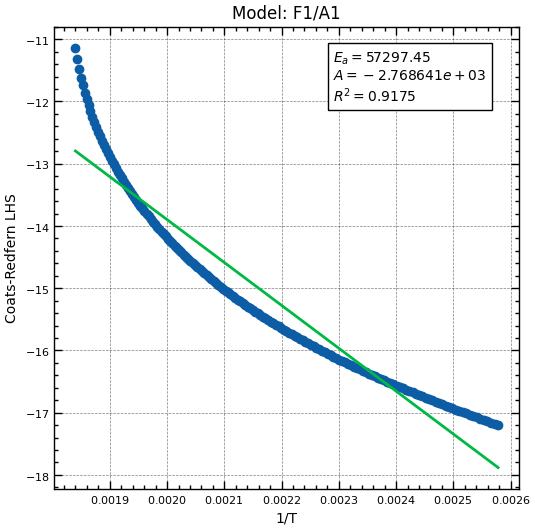 Model: F1/A1
−11
−12
−13
−14
−15
−16
−17
−18
Coats-Redfern LHS
E_a = 57297.45
A = −2.768641e + 03
R² = 0.9175
0.0019 0.0020 0.0021 0.0022 0.0023 0.0024 0.0025 0.0026
1/T